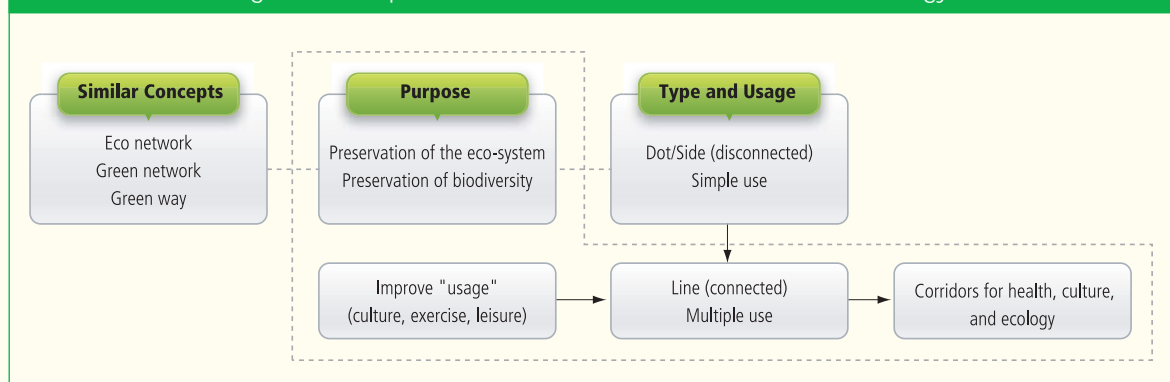 Similar Concepts
Eco network
Green network
Green way
Purpose
Preservation of the eco-system
Preservation of biodiversity
Type and Usage
Dot/Side (disconnected)
Simple use
Improve "usage"
(culture, exercise, leisure)
Line (connected)
Multiple use
Corridors for health, culture,
and ecology